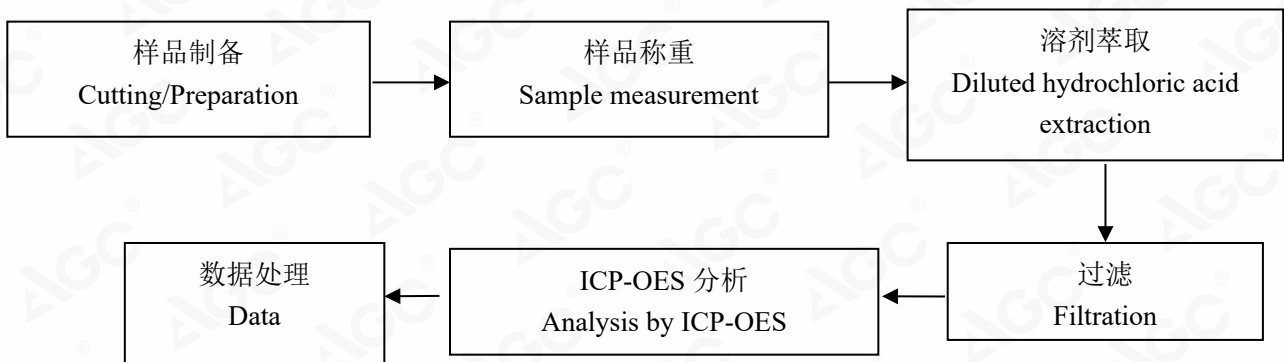 样品制备
Cutting/Preparation
样品称重
Sample measurement
溶剂萃取
Diluted hydrochloric acid
extraction
过滤
Filtration
ICP-OES 分析
Analysis by ICP-OES
数据处理
Data
AGC®